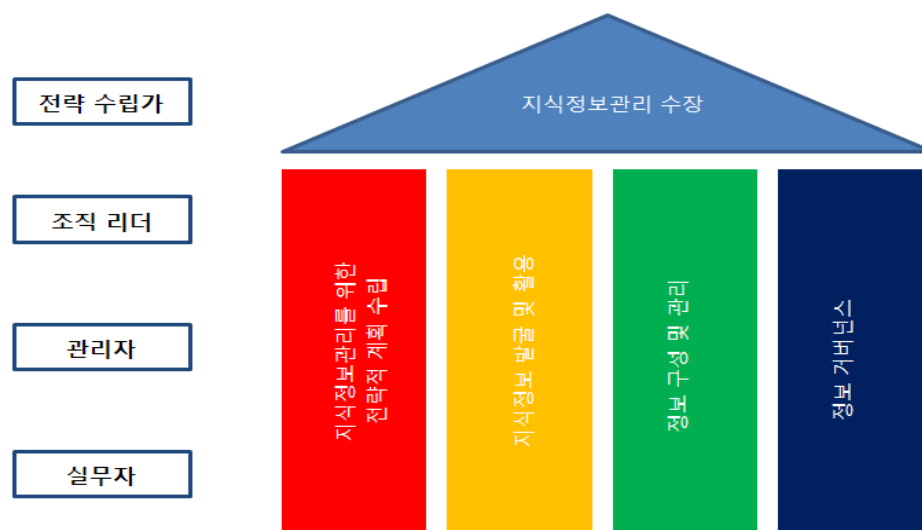 전략 수립가
지식정보관리 수장
조직 리더
관리자
실무자
지식정보관리를 위한
전략적 계획 수립
지식정보 발굴 및 활용
정보 구성 및 관리
정보 거버넌스